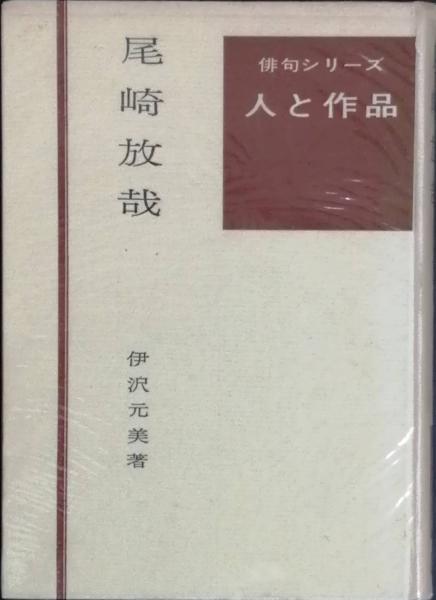 俳句シリーズ
人と作品
尾崎放哉
伊沢元美著